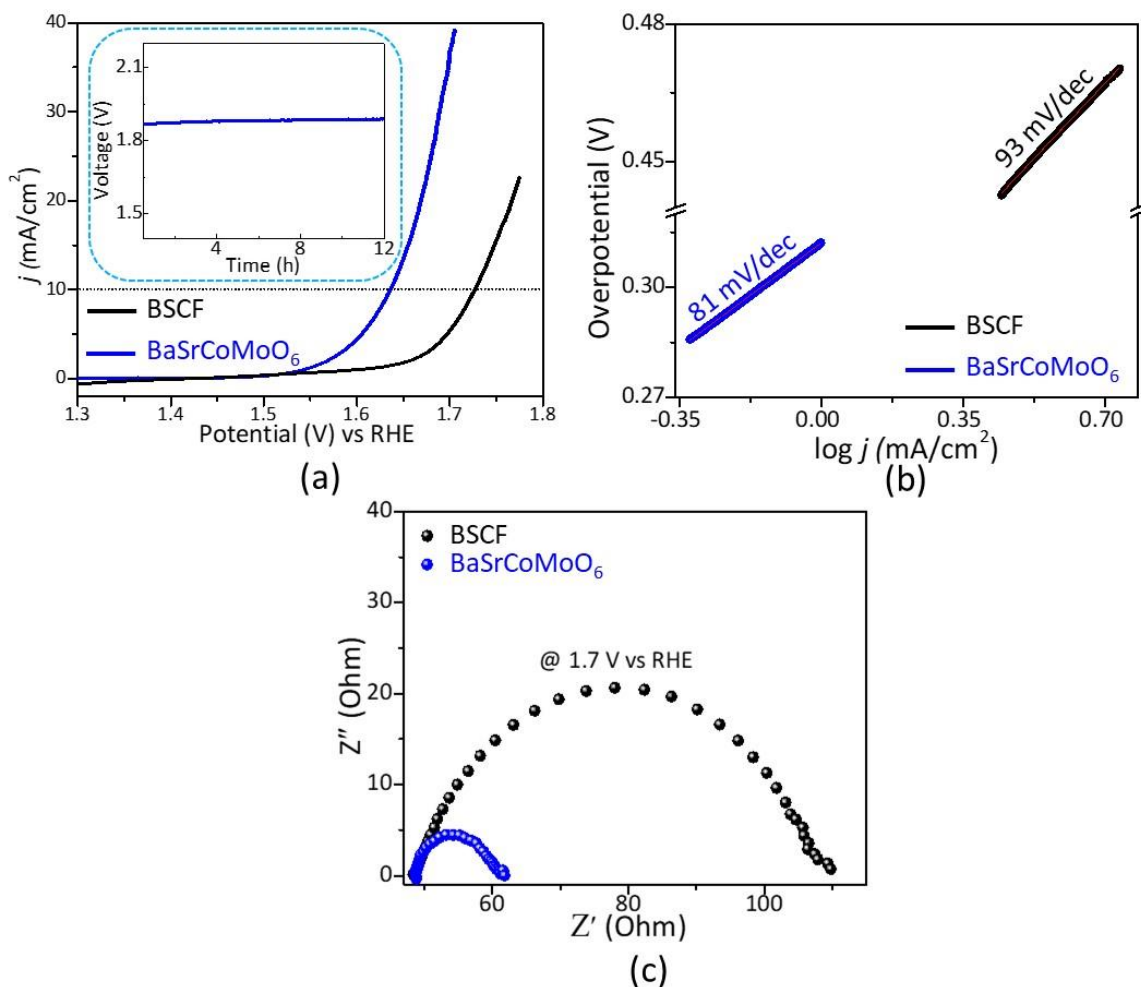 40
30
20
10
0
j (mA/cm²)
2.1
1.8
1.5
Voltage (V)
4
8
12
Time (h)
BSCF
BaSrCoMoO₆
1.3
1.4
1.5
1.6
1.7
1.8
Potential (V) vs RHE
(a)
0.48
0.45
0.30
0.27
Overpotential (V)
93 mV/dec
81 mV/dec
BSCF
BaSrCoMoO₆
-0.35
0.00
0.35
0.70
log j (mA/cm²)
(b)
40
30
20
10
0
Z″ (Ohm)
BSCF
BaSrCoMoO₆
@ 1.7 V vs RHE
60
80
100
Z′ (Ohm)
(c)